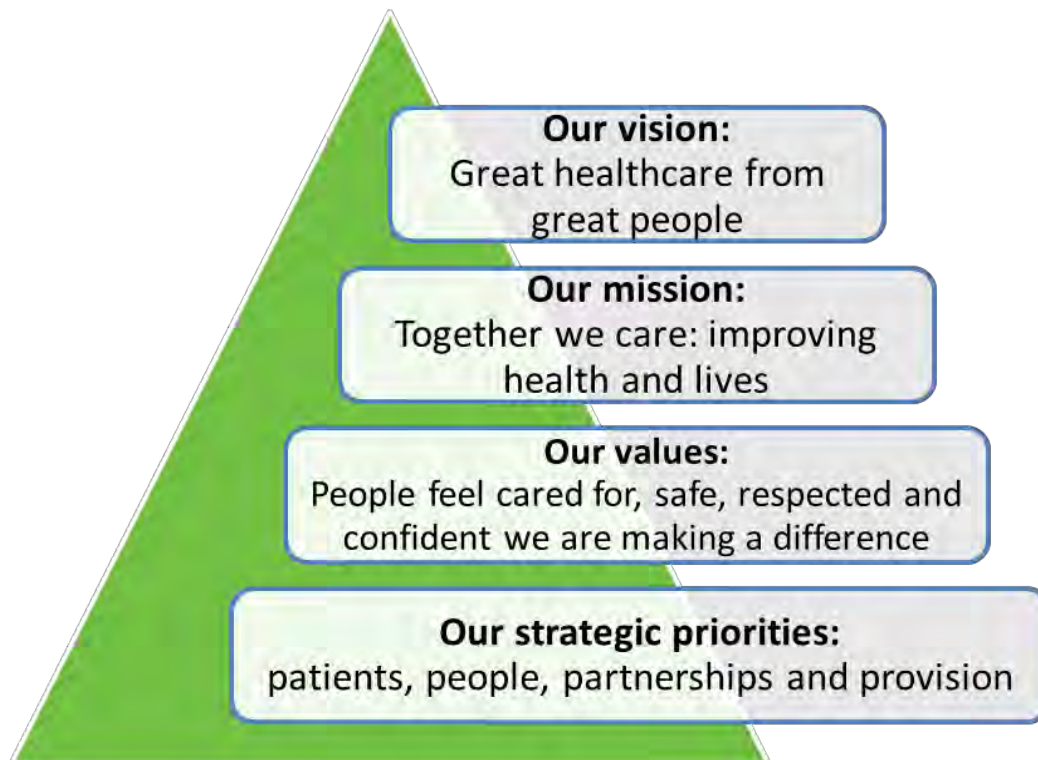 Our vision:
Great healthcare from
great people
Our mission:
Together we care: improving
health and lives
Our values:
People feel cared for, safe, respected and
confident we are making a difference
Our strategic priorities:
patients, people, partnerships and provision